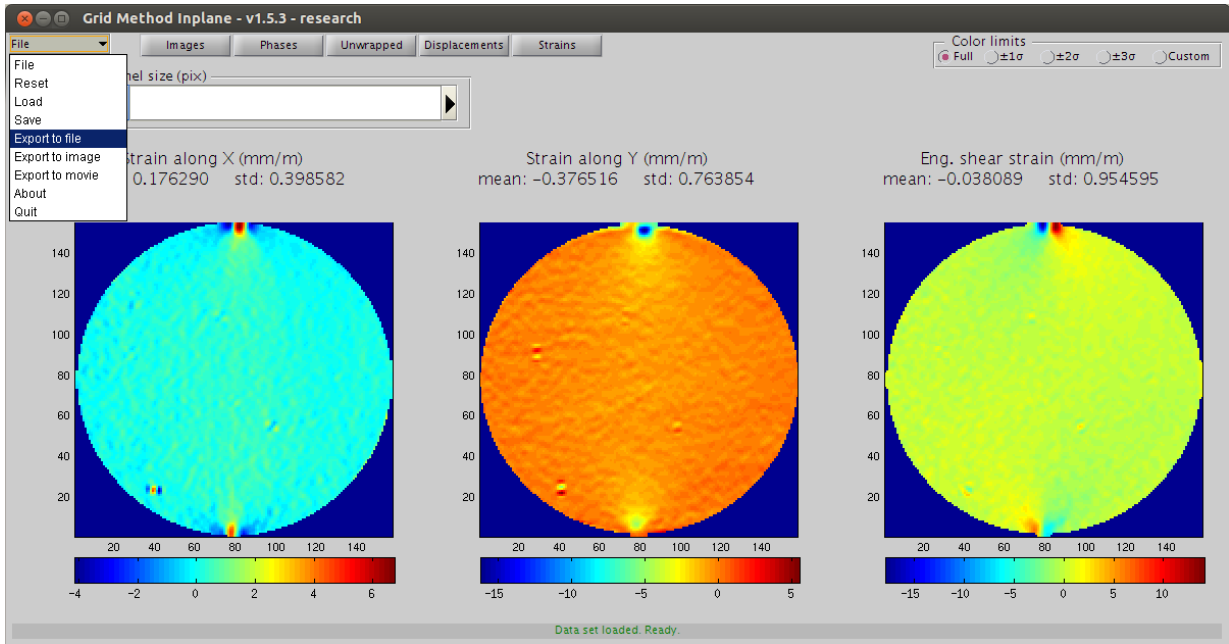 Grid Method Inplane - v1.5.3 - research
File Images Phases Unwrapped Displacements Strains
Color limits
Full ±1σ ±2σ ±3σ Custom
File
Reset
Load
Save
Export to file
Export to image
Export to movie
About
Quit
nel size (pix)
Strain along X (mm/m)
0.176290 std: 0.398582
140
120
100
80
60
40
20
20 40 60 80 100 120 140
-4 -2 0 2 4 6
Strain along Y (mm/m)
mean: -0.376516 std: 0.763854
140
120
100
80
60
40
20
20 40 60 80 100 120 140
-15 -10 -5 0 5
Eng. shear strain (mm/m)
mean: -0.038089 std: 0.954595
140
120
100
80
60
40
20
20 40 60 80 100 120 140
-15 -10 -5 0 5 10
Data set loaded. Ready.